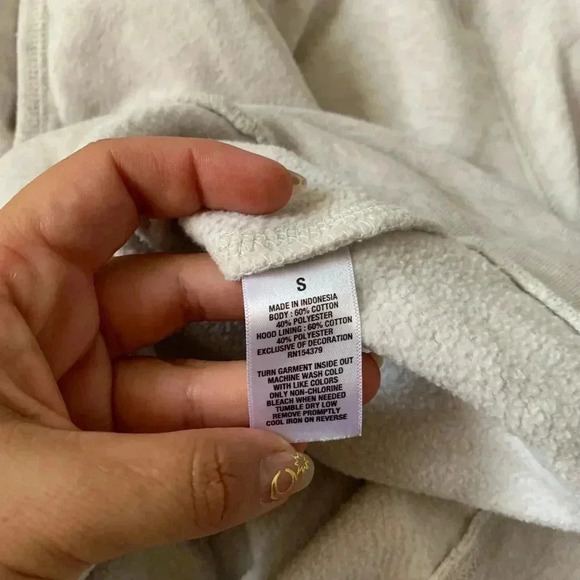 S
MADE IN INDONESIA
BODY : 60% COTTON
40% POLYESTER
HOOD LINING : 60% COTTON
40% POLYESTER
EXCLUSIVE OF DECORATION
RN154379
TURN GARMENT INSIDE OUT
MACHINE WASH COLD
WITH LIKE COLORS
ONLY NON-CHLORINE
BLEACH WHEN NEEDED
TUMBLE DRY LOW
REMOVE PROMPTLY
COOL IRON ON REVERSE